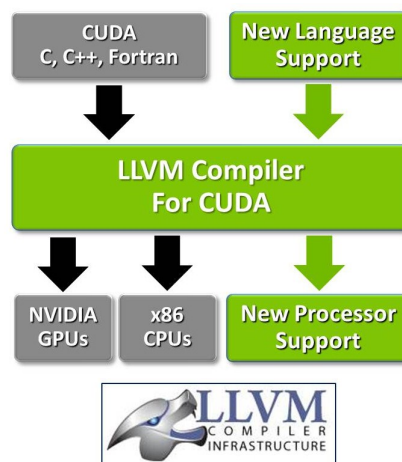 CUDA
C, C++, Fortran
New Language
Support
LLVM Compiler
For CUDA
NVIDIA
GPUs
x86
CPUs
New Processor
Support
LLVM
COMPILER
INFRASTRUCTURE